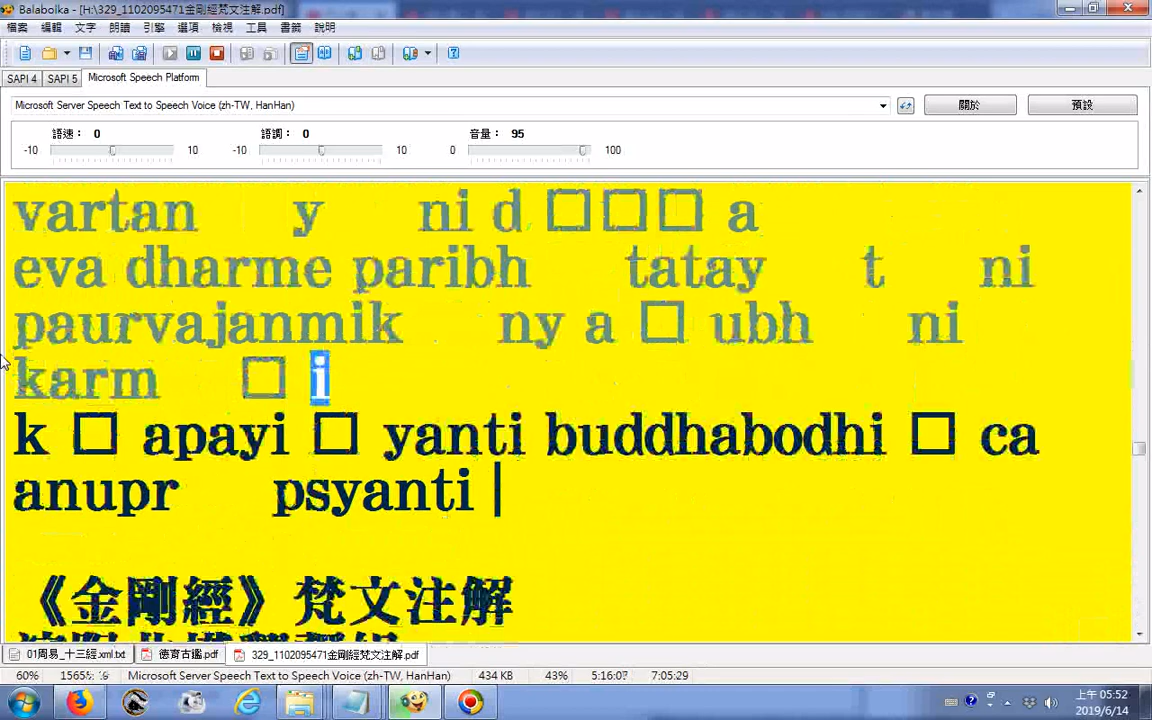 Balabolka - [H:\329_1102095471金剛經梵文注解.pdf]
檔案 編輯 文字 朗讀 引擎 選項 檢視 工具 書籤 說明
SAPI 4 SAPI 5 Microsoft Speech Platform
Microsoft Server Speech Text to Speech Voice (zh-TW, HanHan) 關於 預設
語速： 0 語調： 0 音量： 95
-10 10 -10 10 0 100
vartan y ni d □□□ a
eva dharme paribh tatay t ni
paurvajanmik ny a □ ubh ni
karm □ i
k □ apayi □ yanti buddhabodhi □ ca
anupr psyanti |
《金剛經》梵文注解
01周易_十三經.xml.txt 德育古鑑.pdf 329_1102095471金剛經梵文注解.pdf
60% Microsoft Server Speech Text to Speech Voice (zh-TW, HanHan) 434 KB 43% 7:05:29
上午 05:52
2019/6/14